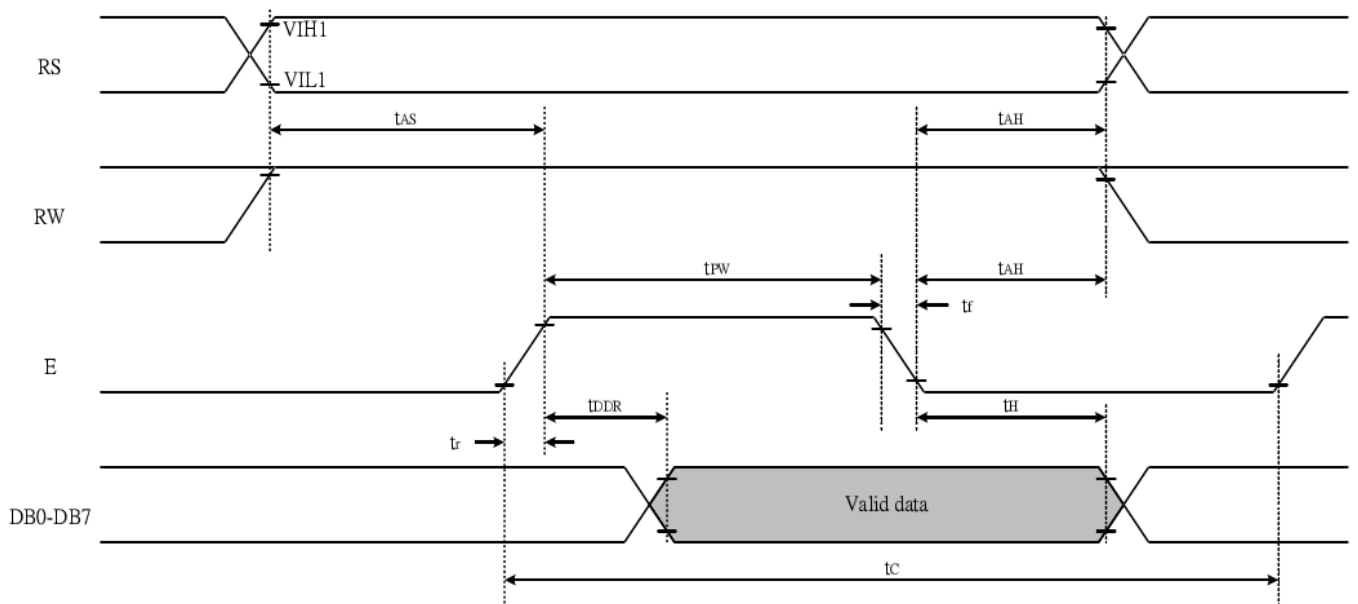 VIH1
RS
VIL1
tAS
tAH
RW
tPW
tAH
tf
E
tDDR
tH
tr
Valid data
DB0-DB7
tC